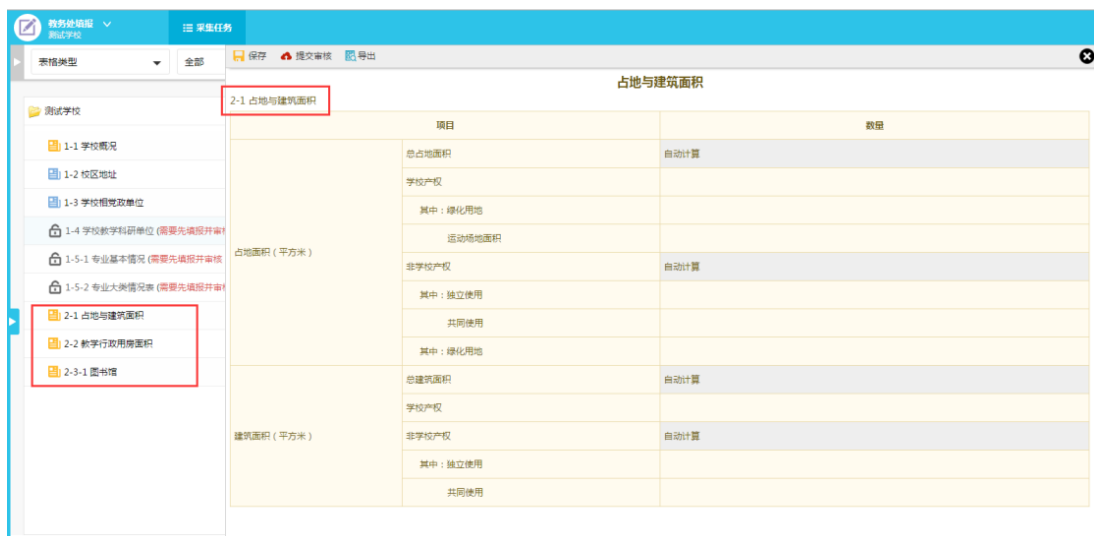 教务处填报
测试学校
采集任务
表格类型
全部
保存 提交审核 导出
占地与建筑面积
2-1 占地与建筑面积
测试学校
1-1 学校概况
1-2 校区地址
1-3 学校相关党政单位
1-4 学校教学科研单位 (需要先填报并审
1-5-1 专业基本情况 (需要先填报并审核
1-5-2 专业大类情况表 (需要先填报并审
2-1 占地与建筑面积
2-2 教学行政用房面积
2-3-1 图书馆
项目 数量
占地面积（平方米）
总占地面积 自动计算
学校产权
其中：绿化用地
运动场地面积
非学校产权 自动计算
其中：独立使用
共同使用
其中：绿化用地
建筑面积（平方米）
总建筑面积 自动计算
学校产权
非学校产权 自动计算
其中：独立使用
共同使用